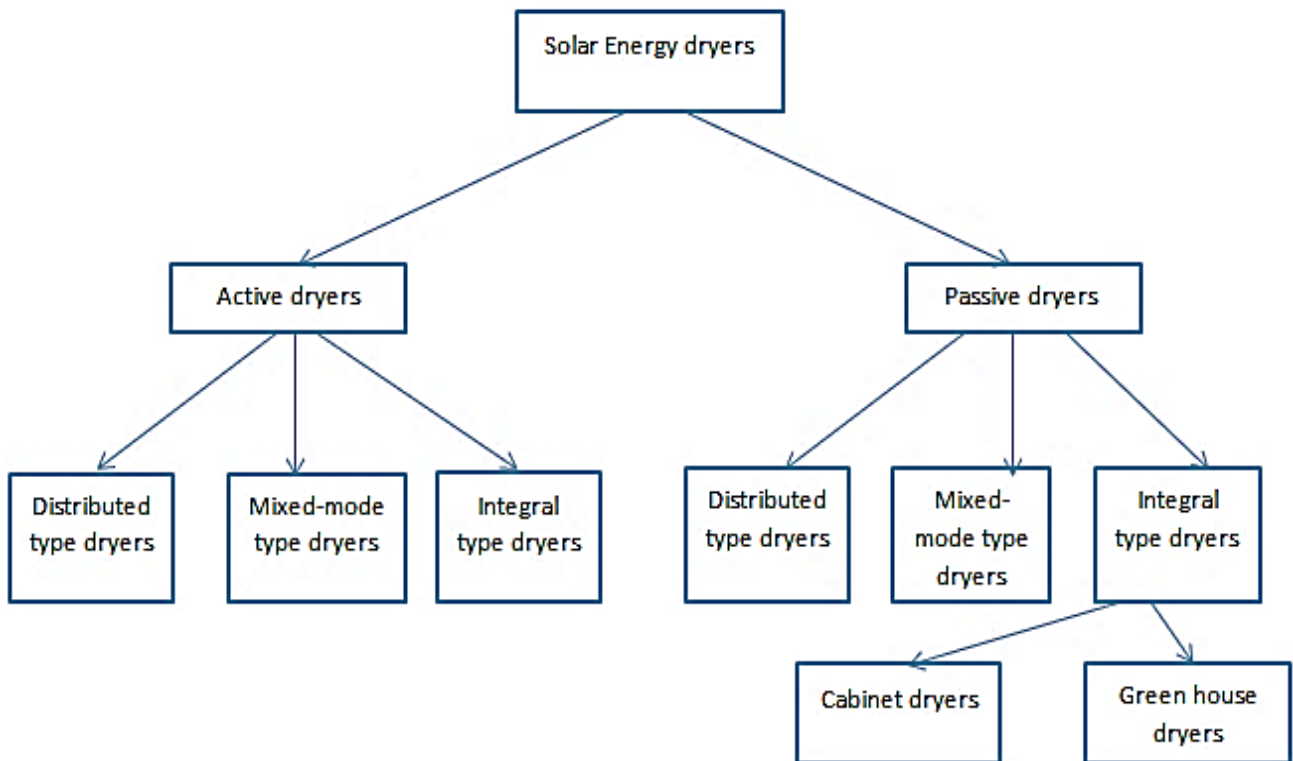 Solar Energy dryers
Active dryers
Passive dryers
Distributed
type dryers
Mixed-mode
type dryers
Integral
type dryers
Distributed
type dryers
Mixed-
mode type
dryers
Integral
type dryers
Cabinet dryers
Green house
dryers